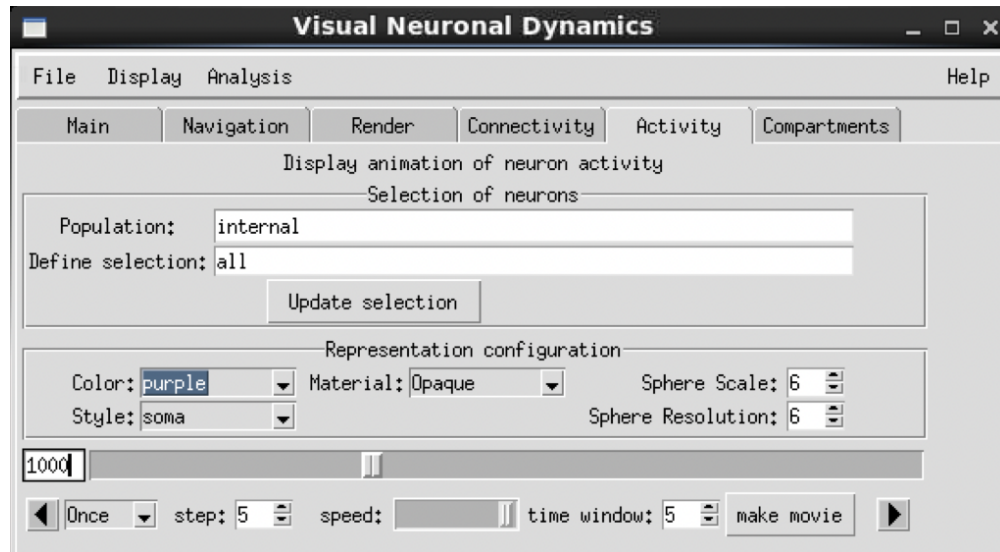 Visual Neuronal Dynamics
File Display Analysis Help
Main Navigation Render Connectivity Activity Compartments
Display animation of neuron activity
Selection of neurons
Population: internal
Define selection: all
Update selection
Representation configuration
Color: purple Material: Opaque Sphere Scale: 6
Style: soma Sphere Resolution: 6
1000
Once step: 5 speed: time window: 5 make movie